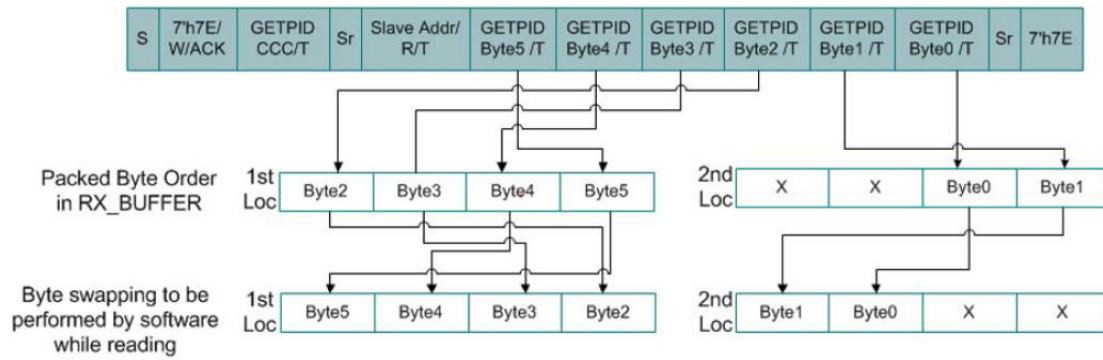 S
7'h7E/
W/ACK
GETPID
CCC/T
Sr
Slave Addr/
R/T
GETPID
Byte5 /T
GETPID
Byte4 /T
GETPID
Byte3 /T
GETPID
Byte2 /T
GETPID
Byte1 /T
GETPID
Byte0 /T
Sr
7'h7E
Packed Byte Order
in RX_BUFFER
1st
Loc
Byte2
Byte3
Byte4
Byte5
2nd
Loc
X
X
Byte0
Byte1
Byte swapping to be
performed by software
while reading
1st
Loc
Byte5
Byte4
Byte3
Byte2
2nd
Loc
Byte1
Byte0
X
X